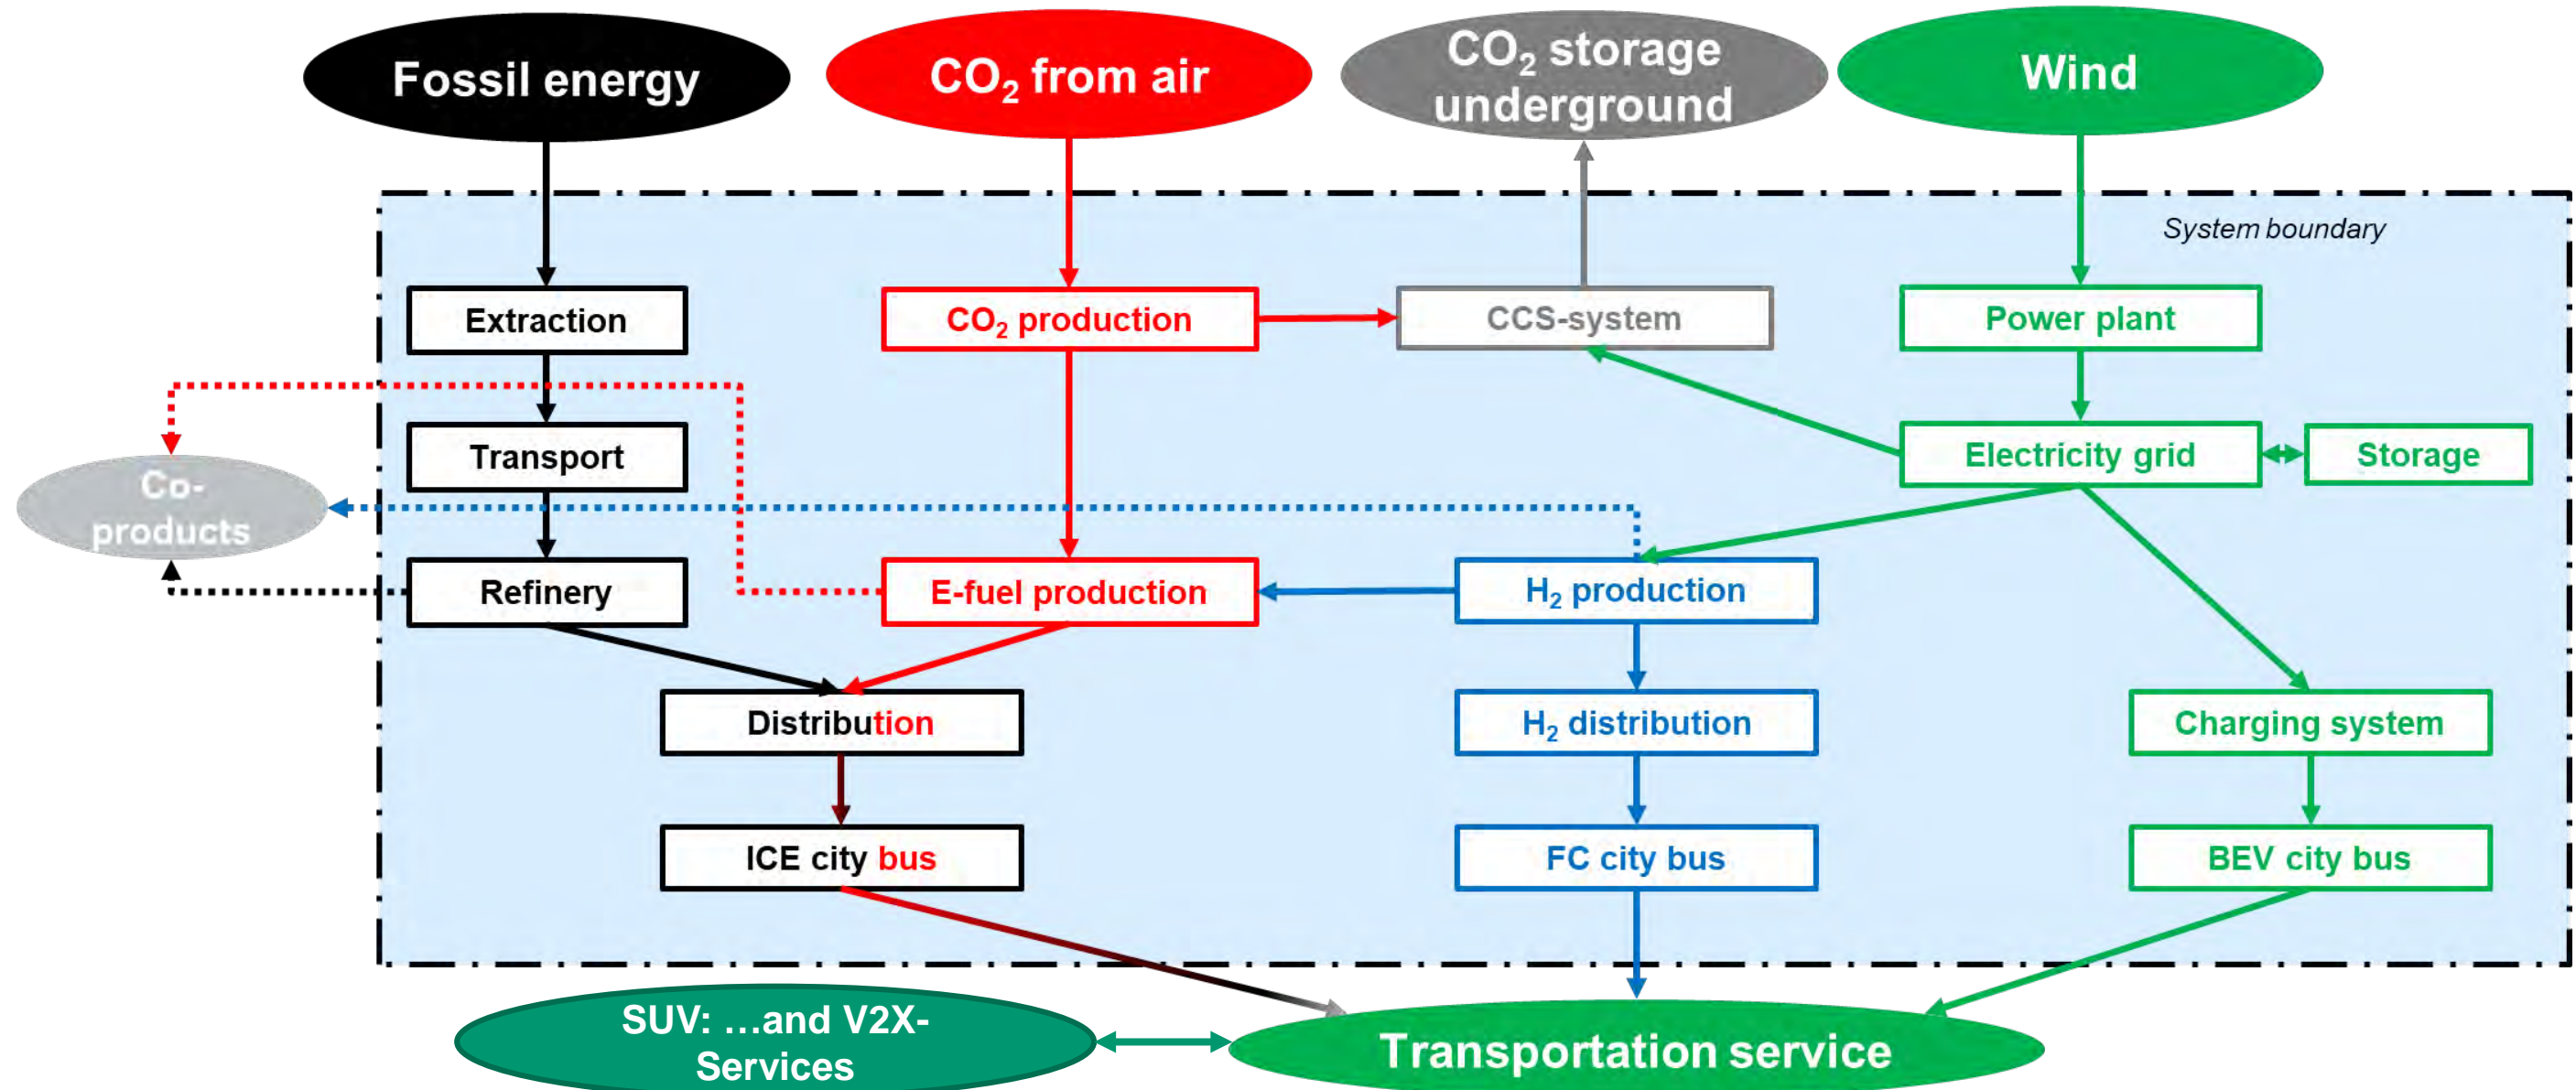 Fossil energy
CO₂ from air
CO₂ storage
underground
Wind
System boundary
Extraction
CO₂ production
CCS-system
Power plant
Transport
Electricity grid
Storage
Co-
products
Refinery
E-fuel production
H₂ production
Distribution
H₂ distribution
Charging system
ICE city bus
FC city bus
BEV city bus
SUV: …and V2X-
Services
Transportation service